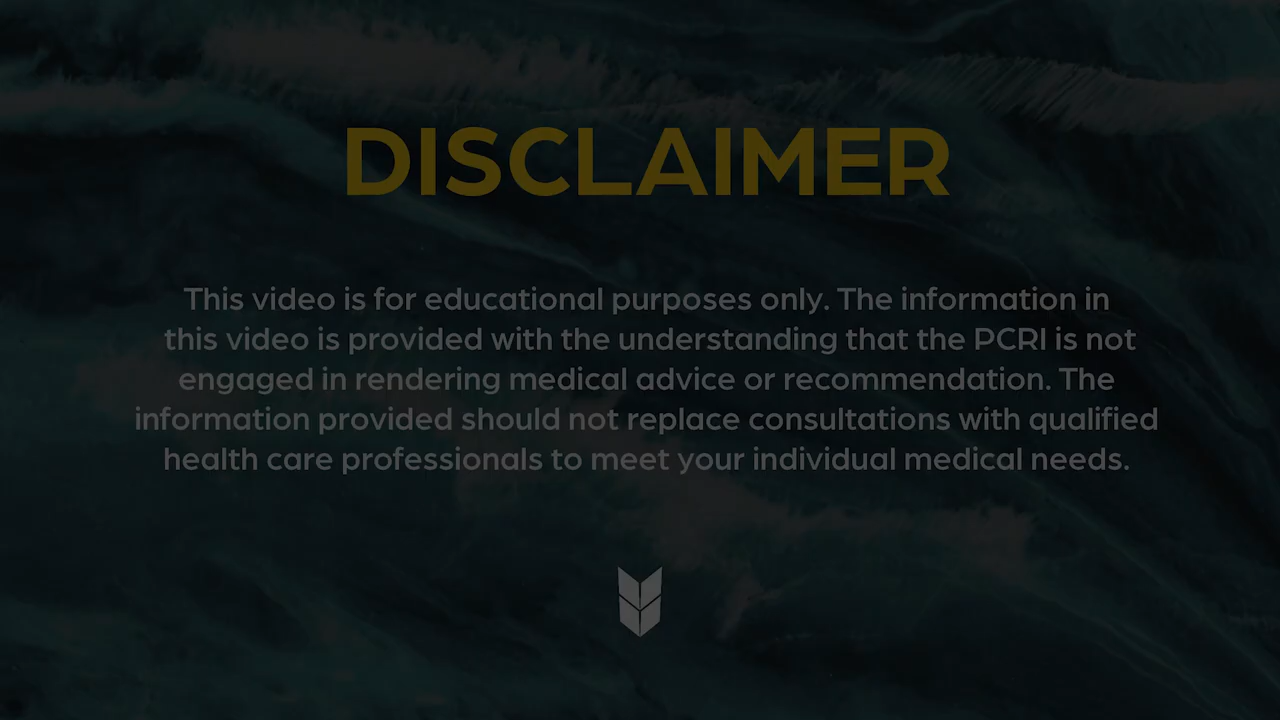 DISCLAIMER
This video is for educational purposes only. The information in
this video is provided with the understanding that the PCRI is not
engaged in rendering medical advice or recommendation. The
information provided should not replace consultations with qualified
health care professionals to meet your individual medical needs.